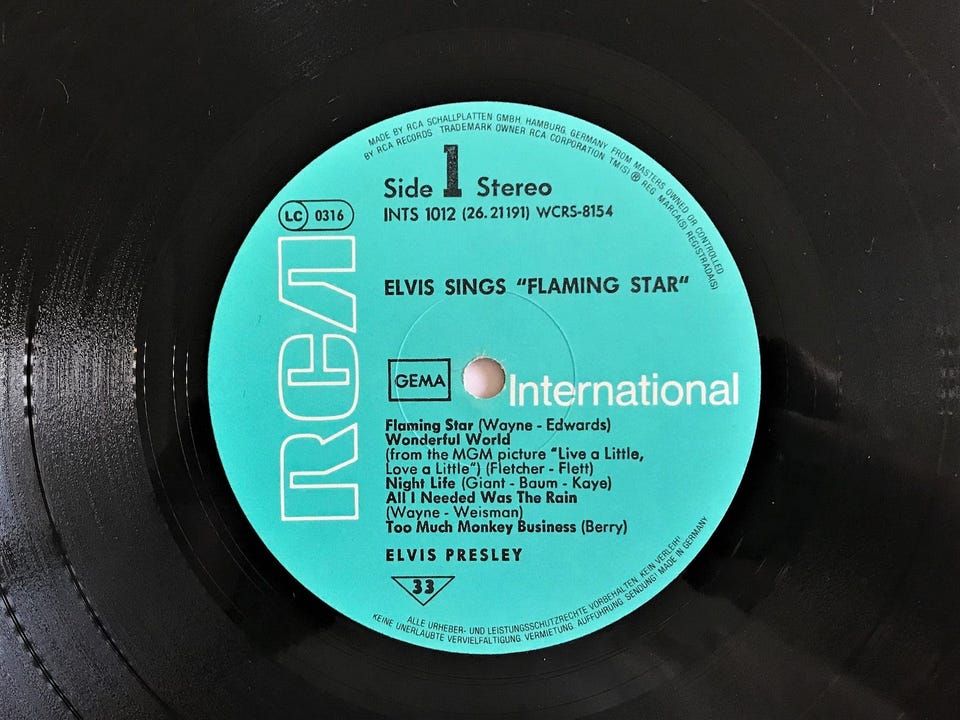 MADE BY RCA SCHALLPLATTEN GMBH, HAMBURG, GERMANY FROM MASTERS OWNED OR CONTROLLED
BY RCA RECORDS TRADEMARK OWNER RCA CORPORATION TM(S) ® REG MARCA(S) REGISTRADA(S)
Side 1 Stereo
LC 0316
INTS 1012 (26.21191) WCRS-8154
RCA
ELVIS SINGS “FLAMING STAR“
GEMA
International
Flaming Star (Wayne - Edwards)
Wonderful World
(from the MGM picture “Live a Little,
Love a Little“) (Fletcher - Flett)
Night Life (Giant - Baum - Kaye)
All I Needed Was The Rain
(Wayne - Weisman)
Too Much Monkey Business (Berry)
ELVIS PRESLEY
33
ALLE URHEBER- UND LEISTUNGSSCHUTZRECHTE VORBEHALTEN. KEIN VERLEIH!
KEINE UNERLAUBTE VERVIELFÄLTIGUNG, VERMIETUNG, AUFFÜHRUNG, SENDUNG! MADE IN GERMANY